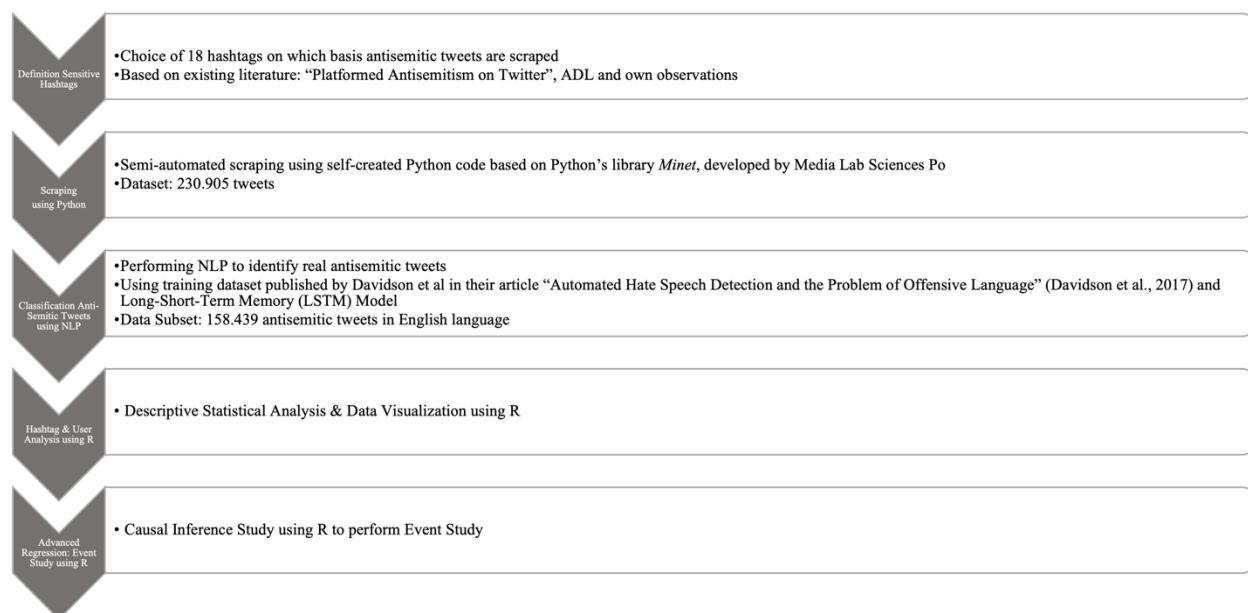 Definition Sensitive
Hashtags
•Choice of 18 hashtags on which basis antisemitic tweets are scraped
•Based on existing literature: “Platformed Antisemitism on Twitter”, ADL and own observations
Scraping
using Python
•Semi-automated scraping using self-created Python code based on Python’s library Minet, developed by Media Lab Sciences Po
•Dataset: 230.905 tweets
Classification Anti-
Semitic Tweets
using NLP
•Performing NLP to identify real antisemitic tweets
•Using training dataset published by Davidson et al in their article “Automated Hate Speech Detection and the Problem of Offensive Language” (Davidson et al., 2017) and
Long-Short-Term Memory (LSTM) Model
•Data Subset: 158.439 antisemitic tweets in English language
Hashtag & User
Analysis using R
• Descriptive Statistical Analysis & Data Visualization using R
Advanced
Regression: Event
Study using R
• Causal Inference Study using R to perform Event Study